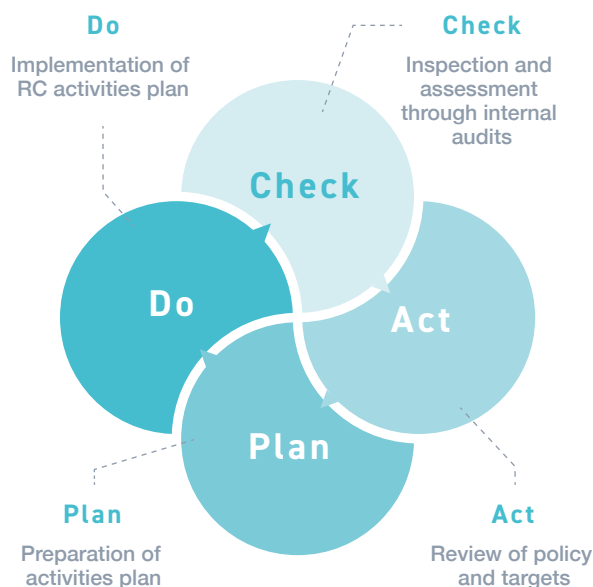 Do
Implementation of
RC activities plan
Check
Inspection and
assessment
through internal
audits
Check
Do
Act
Plan
Plan
Preparation of
activities plan
Act
Review of policy
and targets